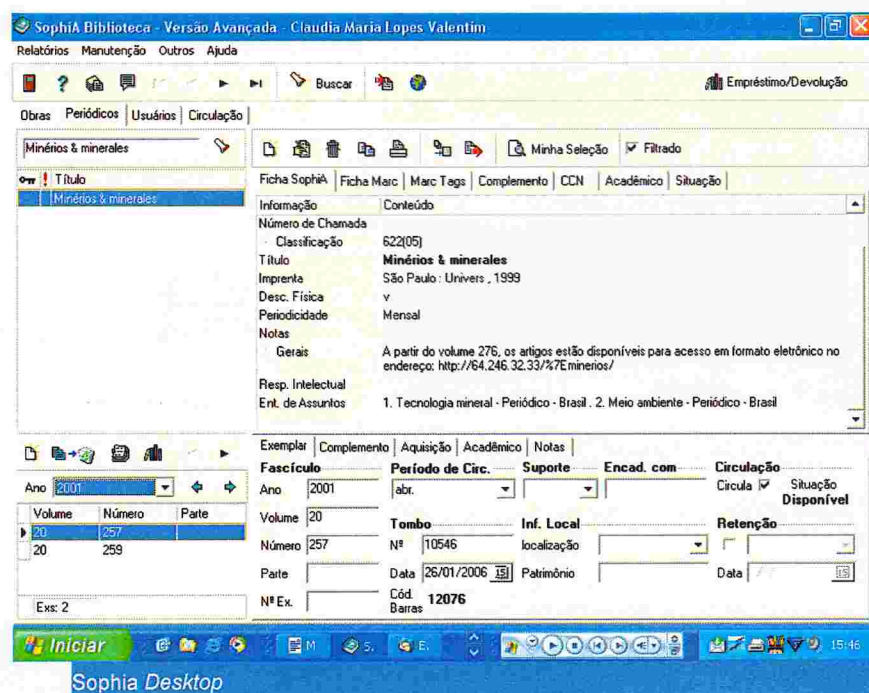 SophiA Biblioteca - Versão Avançada - Claudia Maria Lopes Valentim
Relatórios Manutenção Outros Ajuda
Buscar
Empréstimo/Devolução
Obras Periódicos Usuários Circulação
Minérios & minerales
Minha Seleção Filtrado
Título
Minérios & minerales
Ficha SophiA Ficha Marc Marc Tags Complemento CCN Acadêmico Situação
Informação Conteúdo
Número de Chamada
Classificação 622(05)
Título Minérios & minerales
Imprenta São Paulo : Univers , 1999
Desc. Física v
Periodicidade Mensal
Notas
Gerais A partir do volume 276, os artigos estão disponíveis para acesso em formato eletrônico no
endereço: http://64.246.32.33/%7Eminerios/
Resp. Intelectual
Ent. de Assuntos 1. Tecnologia mineral - Periódico - Brasil . 2. Meio ambiente - Periódico - Brasil
Ano 2001
Volume Número Parte
20 257
20 259
Exs: 2
Exemplar Complemento Aquisição Acadêmico Notas
Fascículo Período de Circ. Suporte Encad. com Circulação
Ano 2001 abr. Circula Situação
Disponível
Volume 20 Tombo Inf. Local Retenção
Número 257 Nº 10546 localização
Parte Data 26/01/2006 15 Patrimônio Data / / 15
Nº Ex. Cód. Barras 12076
Iniciar M S. E. 15:46
Sophia Desktop